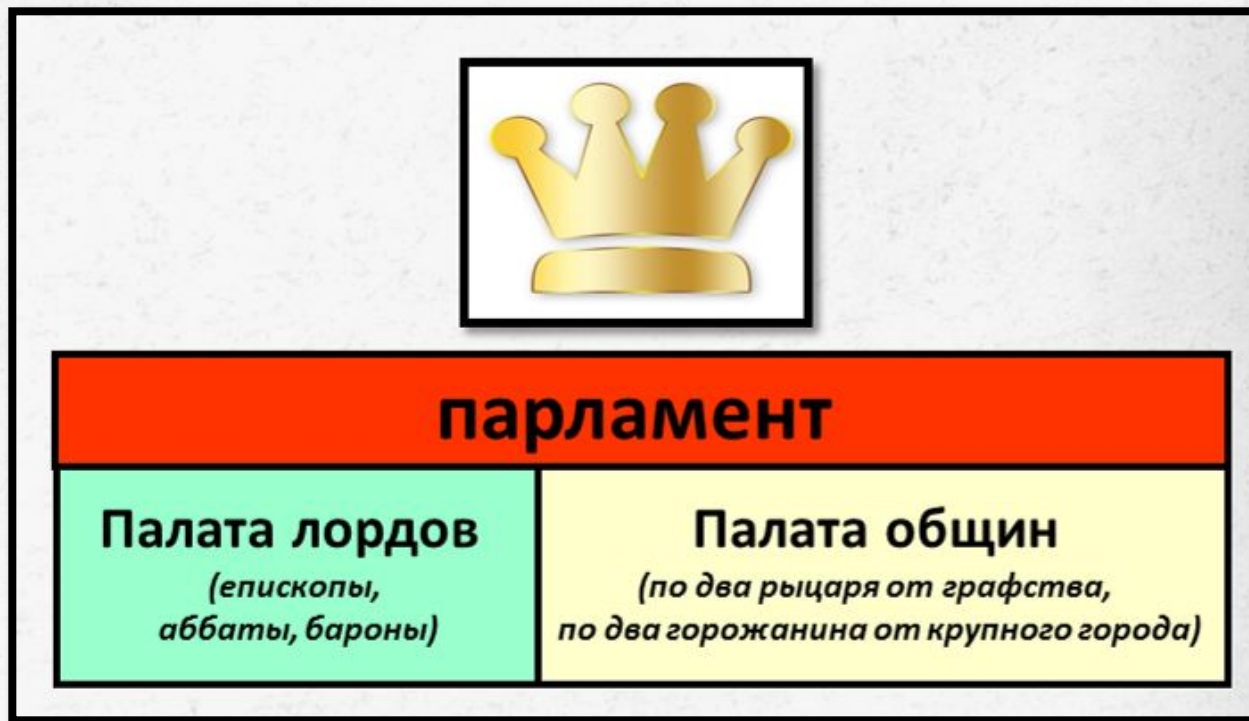 парламент
Палата лордов
(епископы,
аббаты, бароны)
Палата общин
(по два рыцаря от графства,
по два горожанина от крупного города)